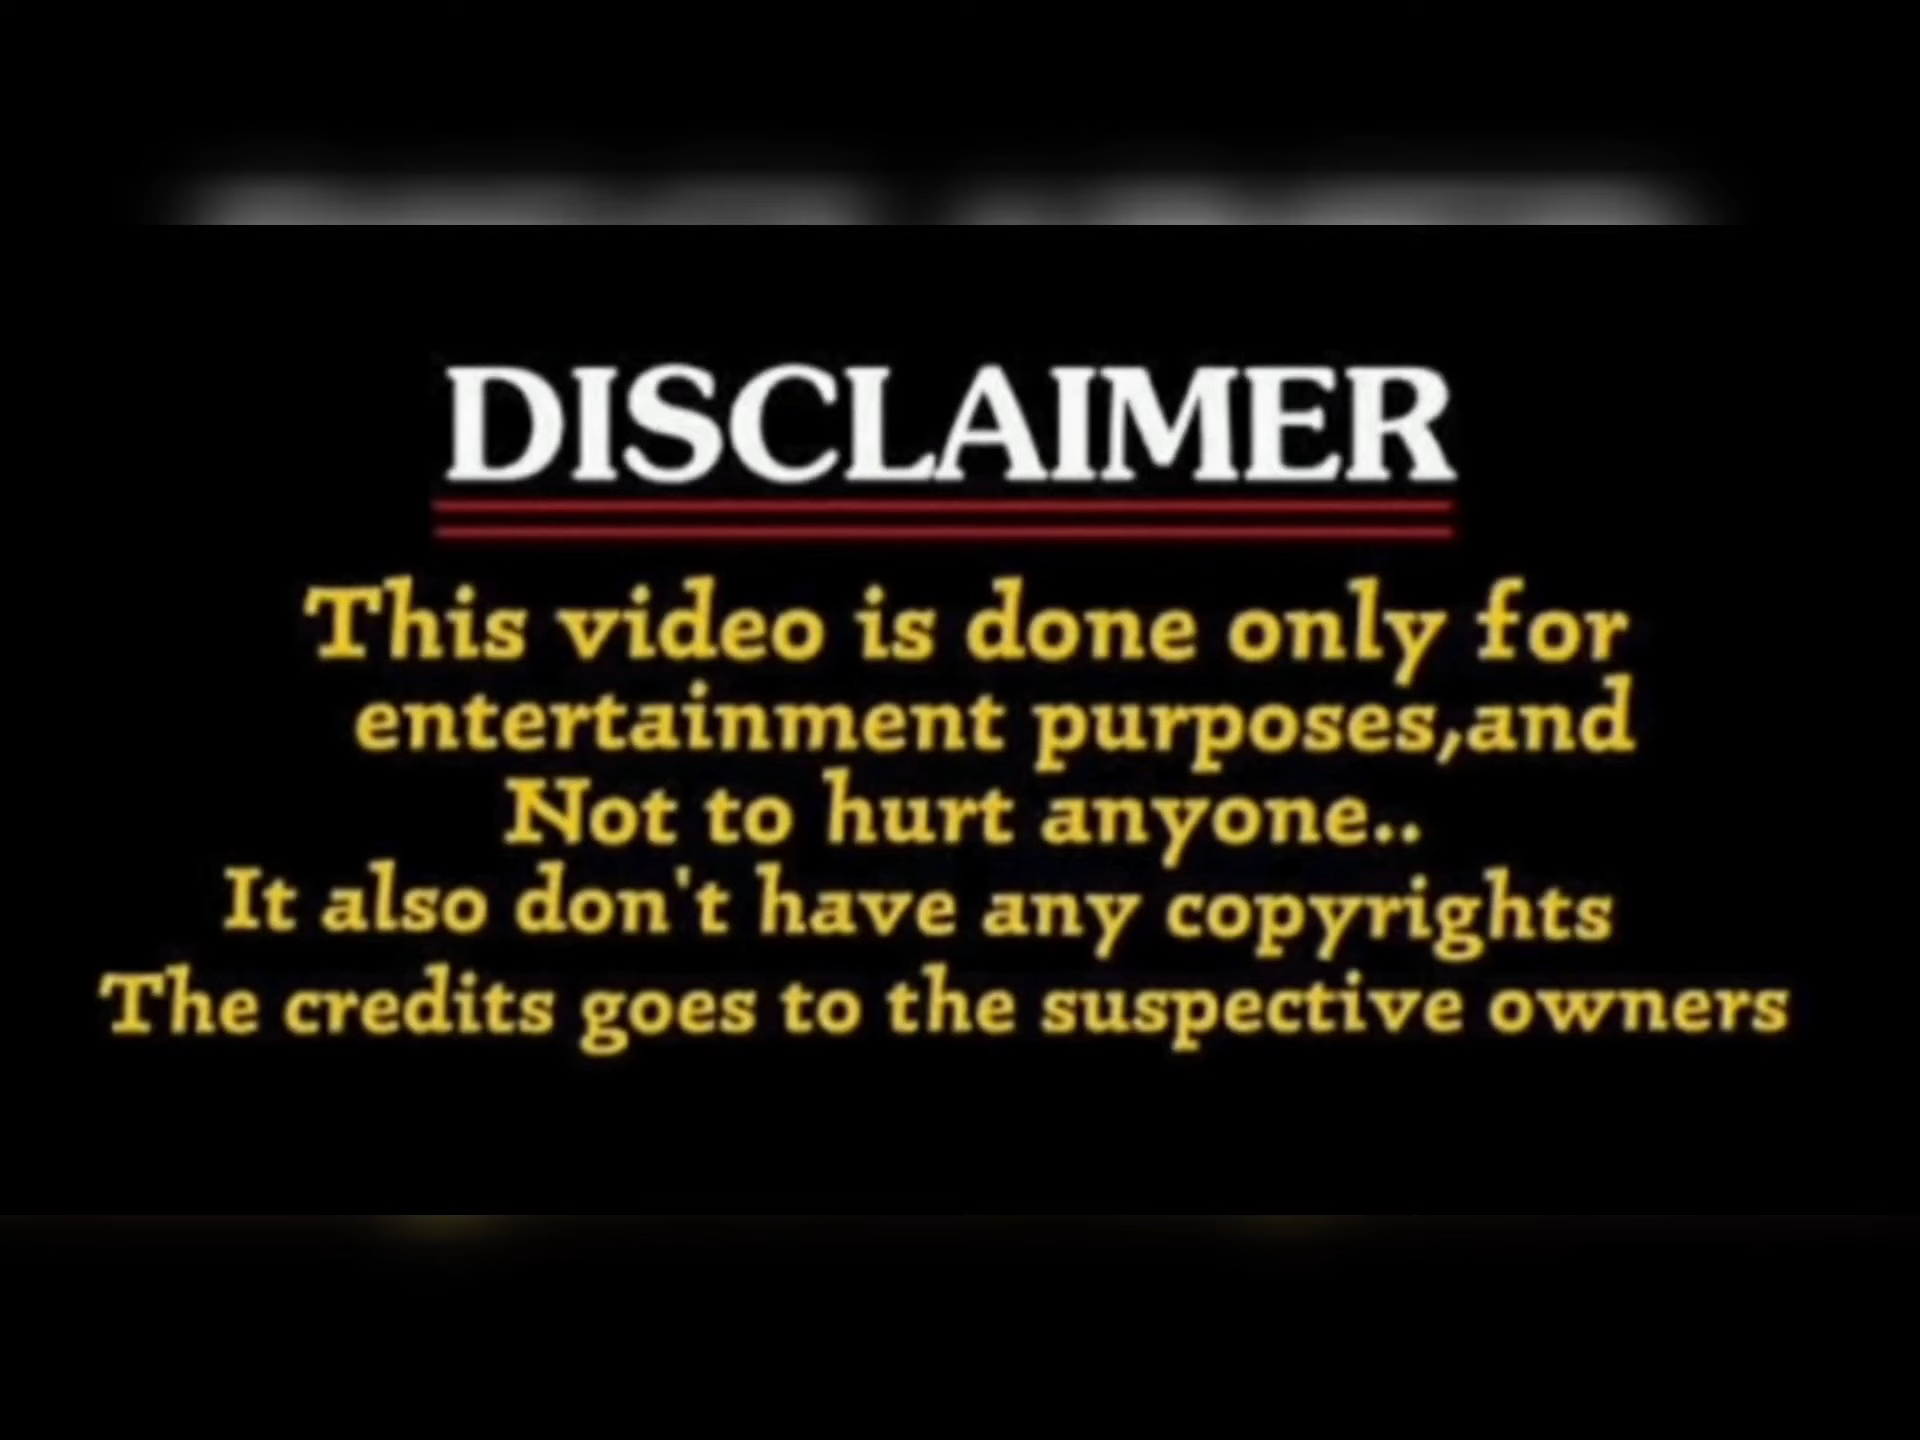 DISCLAIMER
This video is done only for
entertainment purposes,and
Not to hurt anyone..
It also don't have any copyrights
The credits goes to the suspective owners